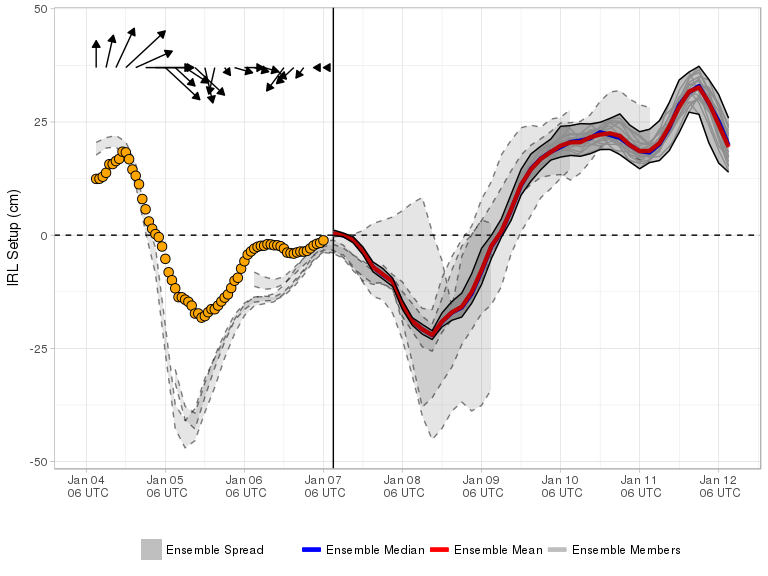 50
25
0
-25
-50
IRL Setup (cm)
Jan 04 Jan 05 Jan 06 Jan 07 Jan 08 Jan 09 Jan 10 Jan 11 Jan 12
06 UTC 06 UTC 06 UTC 06 UTC 06 UTC 06 UTC 06 UTC 06 UTC 06 UTC
Ensemble Spread Ensemble Median Ensemble Mean Ensemble Members